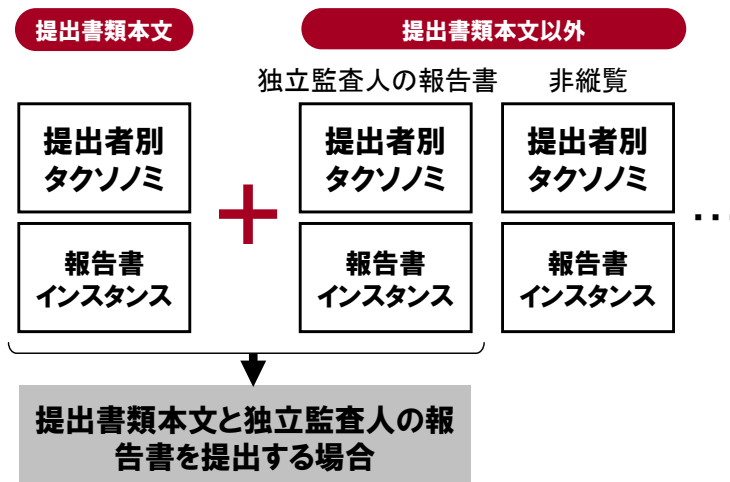 提出書類本文
提出書類本文以外
独立監査人の報告書
非縦覧
提出者別
タクソノミ
+
提出者別
タクソノミ
提出者別
タクソノミ
…
報告書
インスタンス
報告書
インスタンス
報告書
インスタンス
提出書類本文と独立監査人の報
告書を提出する場合